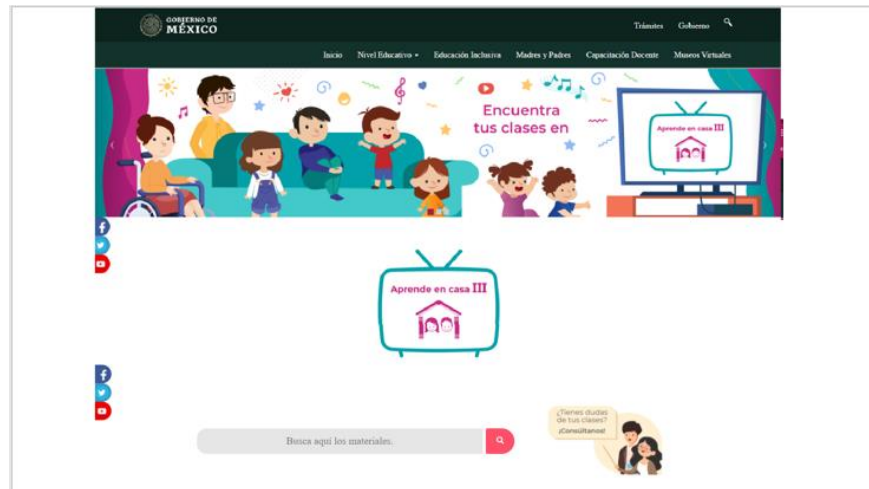 GOBIERNO DE
MÉXICO
Trámites Gobierno
Inicio Nivel Educativo Educación Inclusiva Madres y Padres Capacitación Docente Museos Virtuales
Encuentra
tus clases en
Aprende en casa III
Aprende en casa III
¿Tienes dudas
de tus clases?
¡Consúltanos!
Busca aquí los materiales.